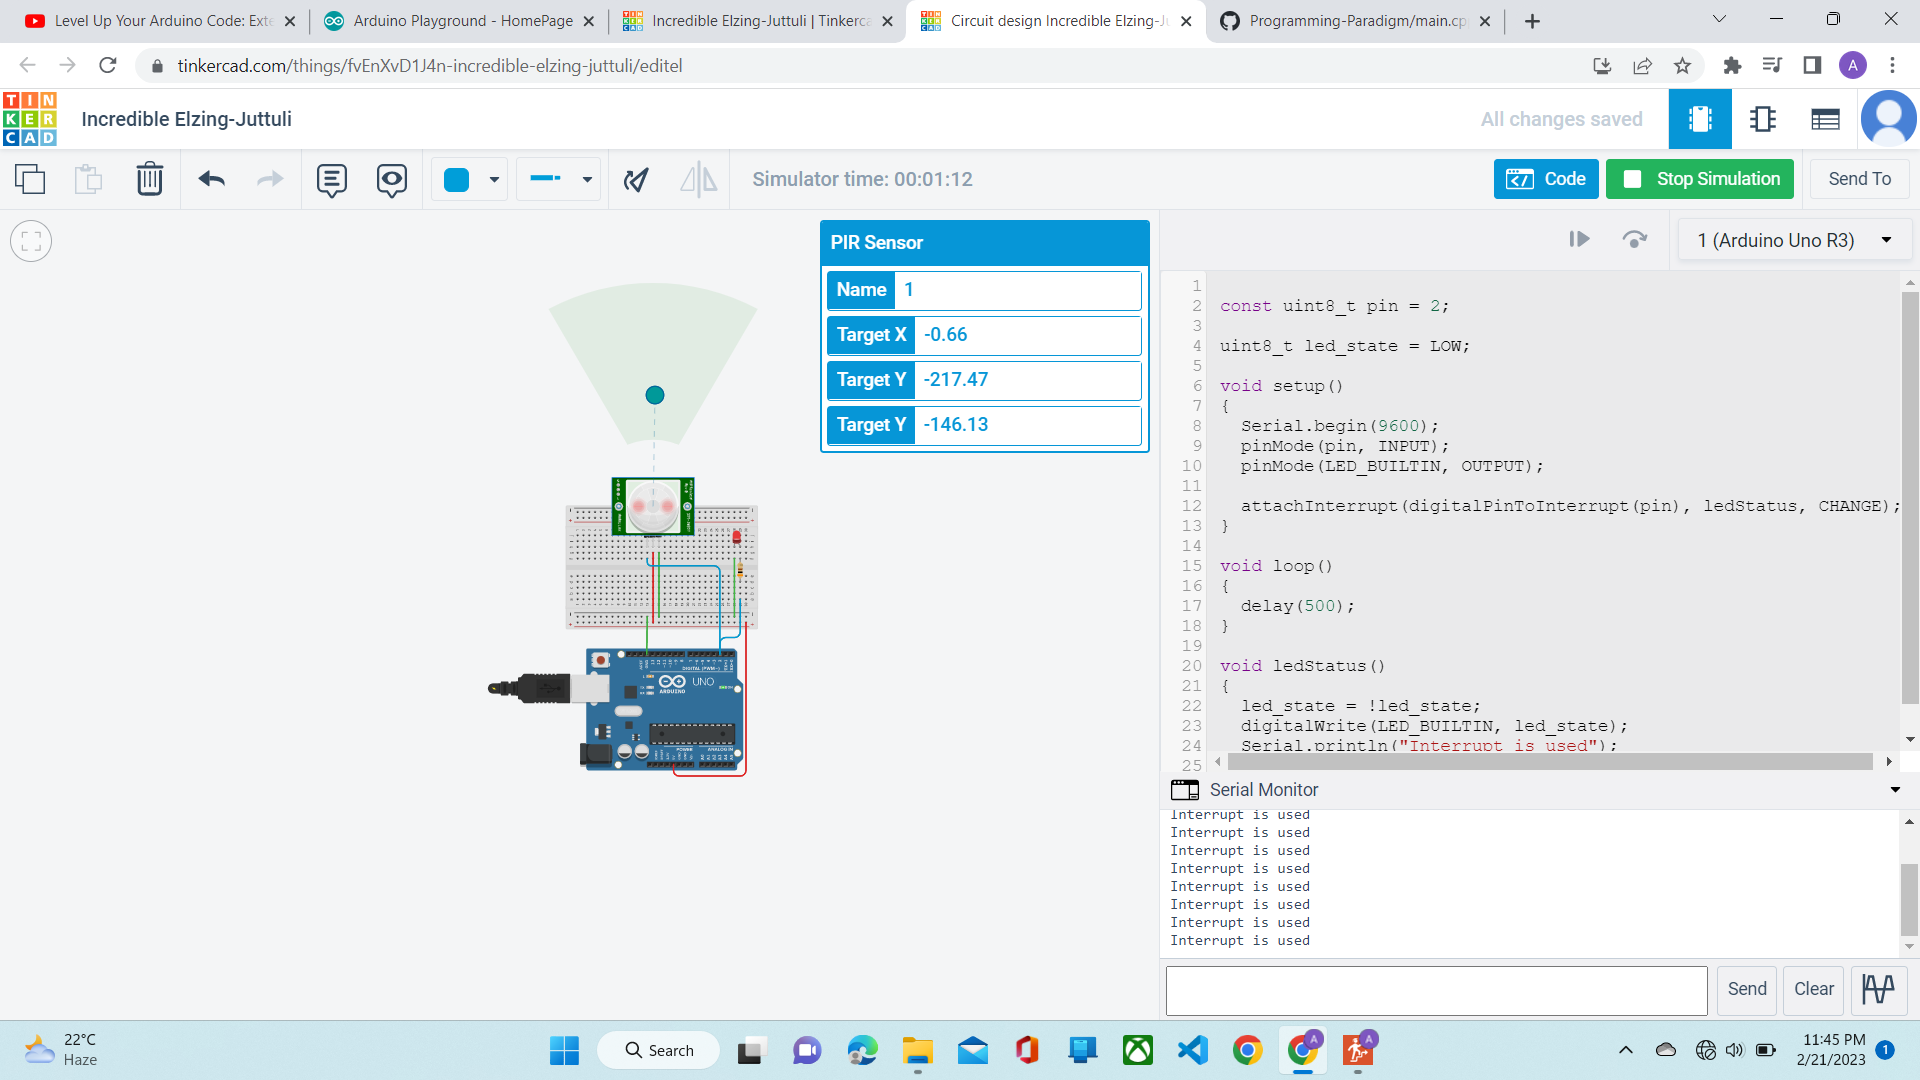 Level Up Your Arduino Code: Exte
Arduino Playground - HomePage
Incredible Elzing-Juttuli | Tinkerca
Circuit design Incredible Elzing-Ju
Programming-Paradigm/main.cp
tinkercad.com/things/fvEnXvD1J4n-incredible-elzing-juttuli/editel
A
TIN
KER
CAD
Incredible Elzing-Juttuli
All changes saved
Simulator time: 00:01:12
Code
Stop Simulation
Send To
PIR Sensor
Name 1
Target X -0.66
Target Y -217.47
Target Y -146.13
1 (Arduino Uno R3)
1
2 const uint8_t pin = 2;
3
4 uint8_t led_state = LOW;
5
6 void setup()
7 {
8 Serial.begin(9600);
9 pinMode(pin, INPUT);
10 pinMode(LED_BUILTIN, OUTPUT);
11
12 attachInterrupt(digitalPinToInterrupt(pin), ledStatus, CHANGE);
13 }
14
15 void loop()
16 {
17 delay(500);
18 }
19
20 void ledStatus()
21 {
22 led_state = !led_state;
23 digitalWrite(LED_BUILTIN, led_state);
24 Serial.println("Interrupt is used");
25
DIGITAL (PWM~)
UNO
ARDUINO
POWER
ANALOG IN
Serial Monitor
Interrupt is used
Interrupt is used
Interrupt is used
Interrupt is used
Interrupt is used
Interrupt is used
Interrupt is used
Interrupt is used
Send
Clear
22°C
Haze
Search
A
A
11:45 PM
2/21/2023
1